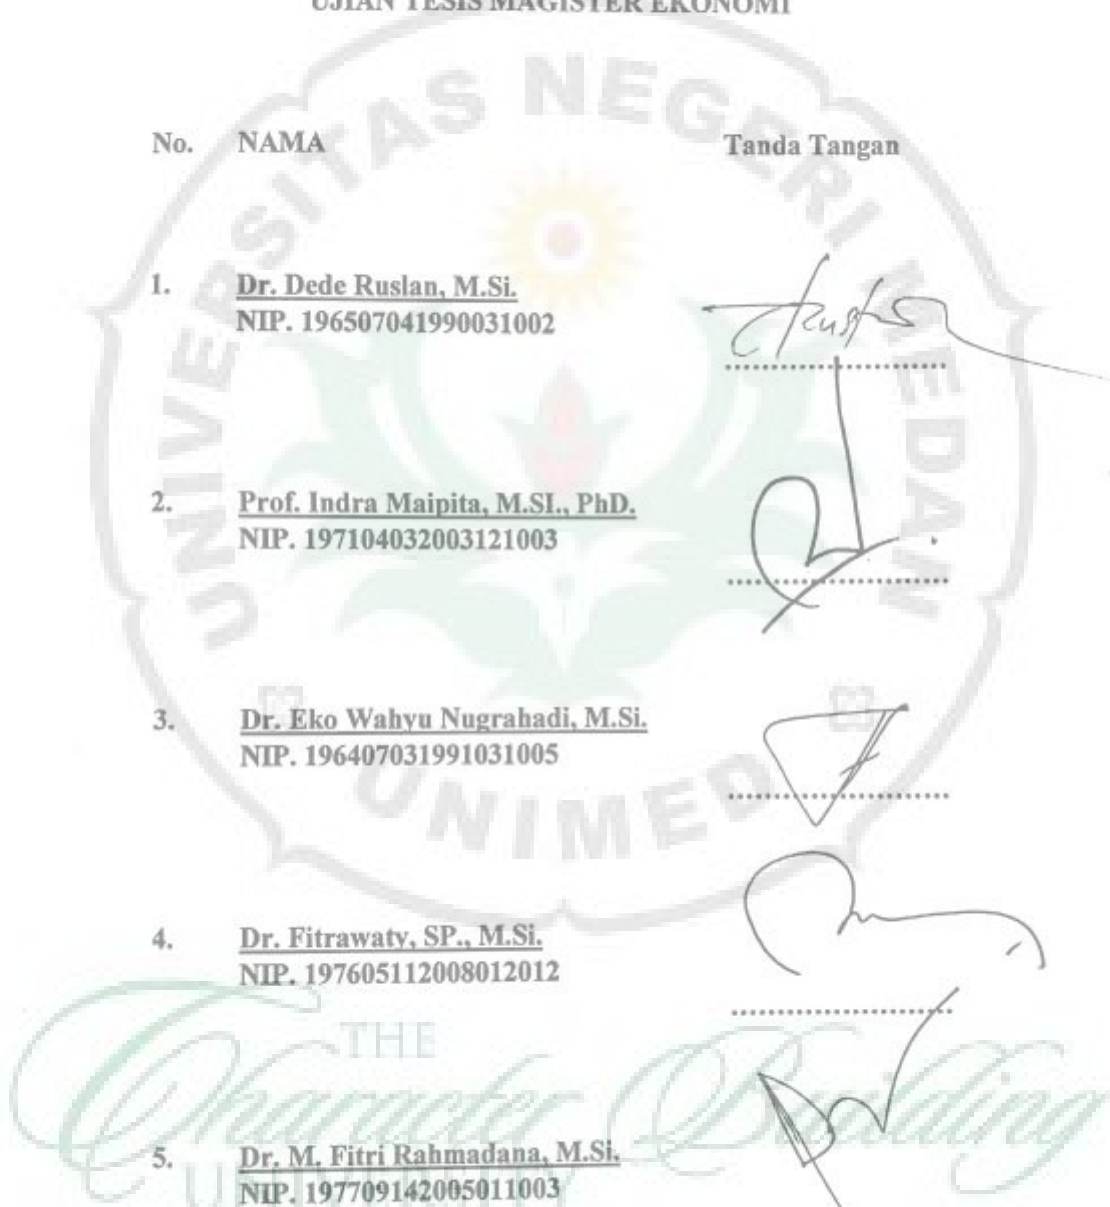 UJIAN TESIS MAGISTER EKONOMI
No. NAMA Tanda Tangan
1. Dr. Dede Ruslan, M.Si.
NIP. 196507041990031002
2. Prof. Indra Maipita, M.SI., PhD.
NIP. 197104032003121003
3. Dr. Eko Wahyu Nugrahadi, M.Si.
NIP. 196407031991031005
4. Dr. Fitrawaty, SP., M.Si.
NIP. 197605112008012012
5. Dr. M. Fitri Rahmadana, M.Si.
NIP. 197709142005011003
UNIVERSITAS NEGERI MEDAN
UNIMED
THE
Character Building
UNIVERSITY